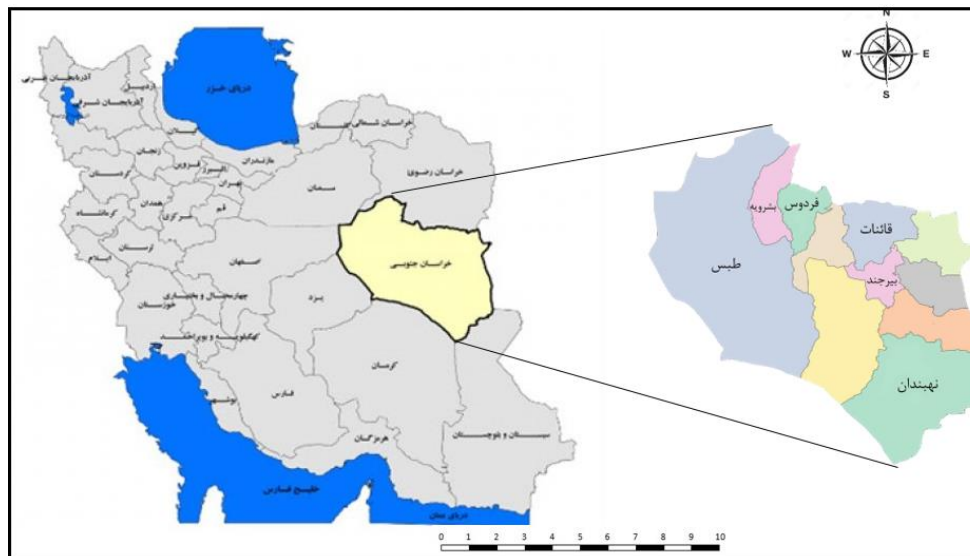 N
W
E
S
دریای خزر
آذربایجان غربی
اردبیل
آذربایجان شرقی
گیلان
خراسان شمالی
زنجان
مازندران
خراسان رضوی
قزوین
البرز
کردستان
تهران
سمنان
همدان
قم
کرمانشاه
مرکزی
لرستان
ایلام
اصفهان
خراسان جنوبی
یزد
چهارمحال و بختیاری
خوزستان
کهگیلویه و بویراحمد
کرمان
فارس
بوشهر
هرمزگان
سیستان و بلوچستان
خلیج فارس
دریای عمان
بشرویه
فردوس
قائنات
طبس
بیرجند
نهبندان
0 1 2 3 4 5 6 7 8 9 10